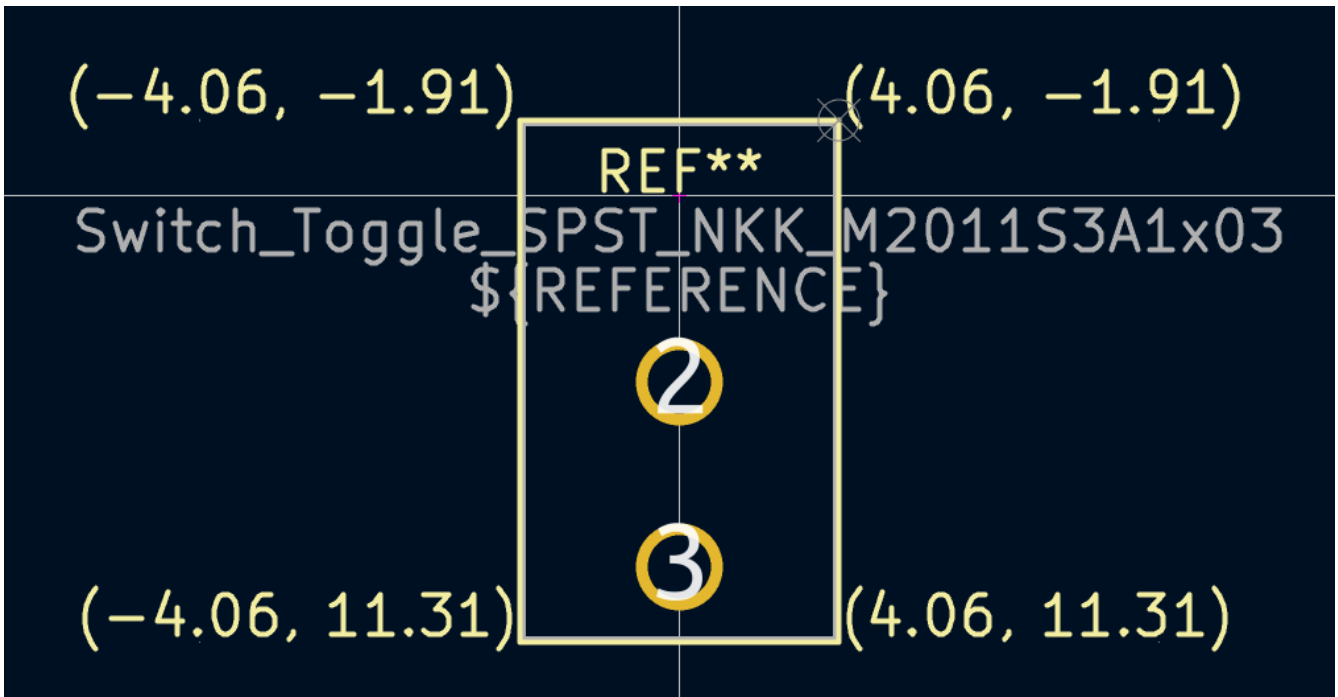 (−4.06, −1.91) (4.06, −1.91)
REF**
Switch_Toggle_SPST_NKK_M2011S3A1x03
${REFERENCE}
2
3
(−4.06, 11.31) (4.06, 11.31)